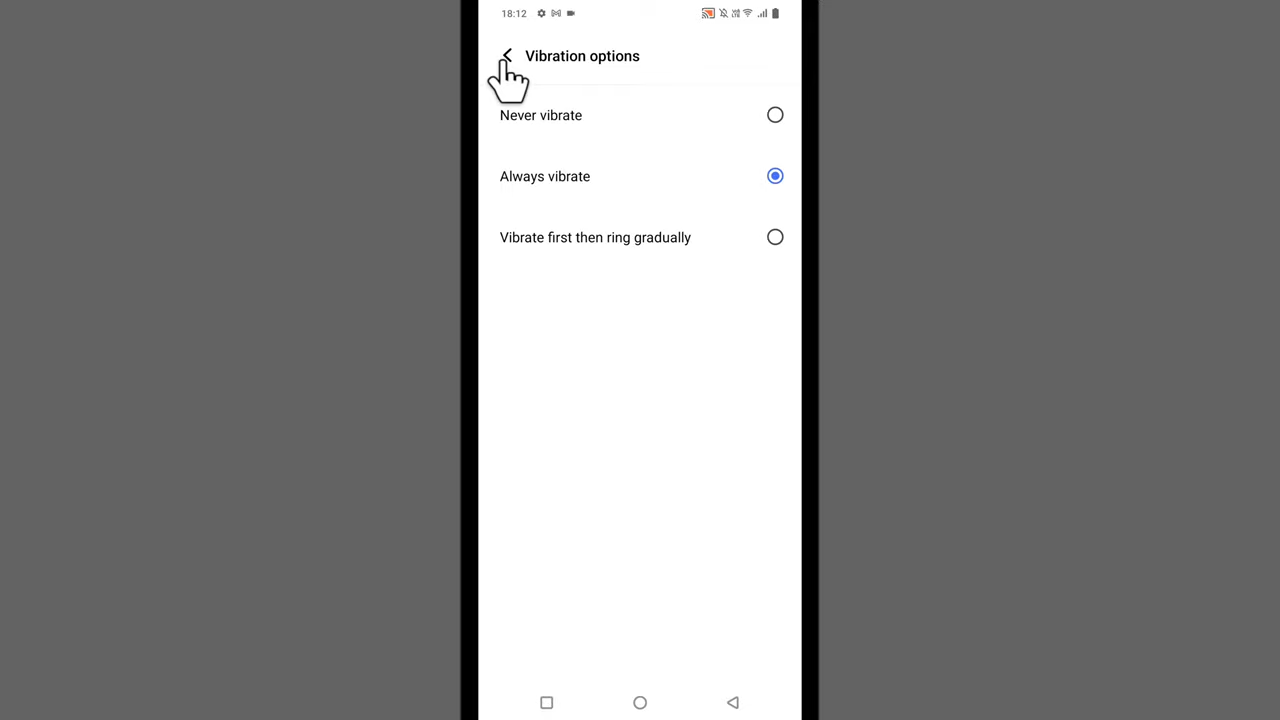 18:12
Vibration options
Never vibrate
Always vibrate
Vibrate first then ring gradually